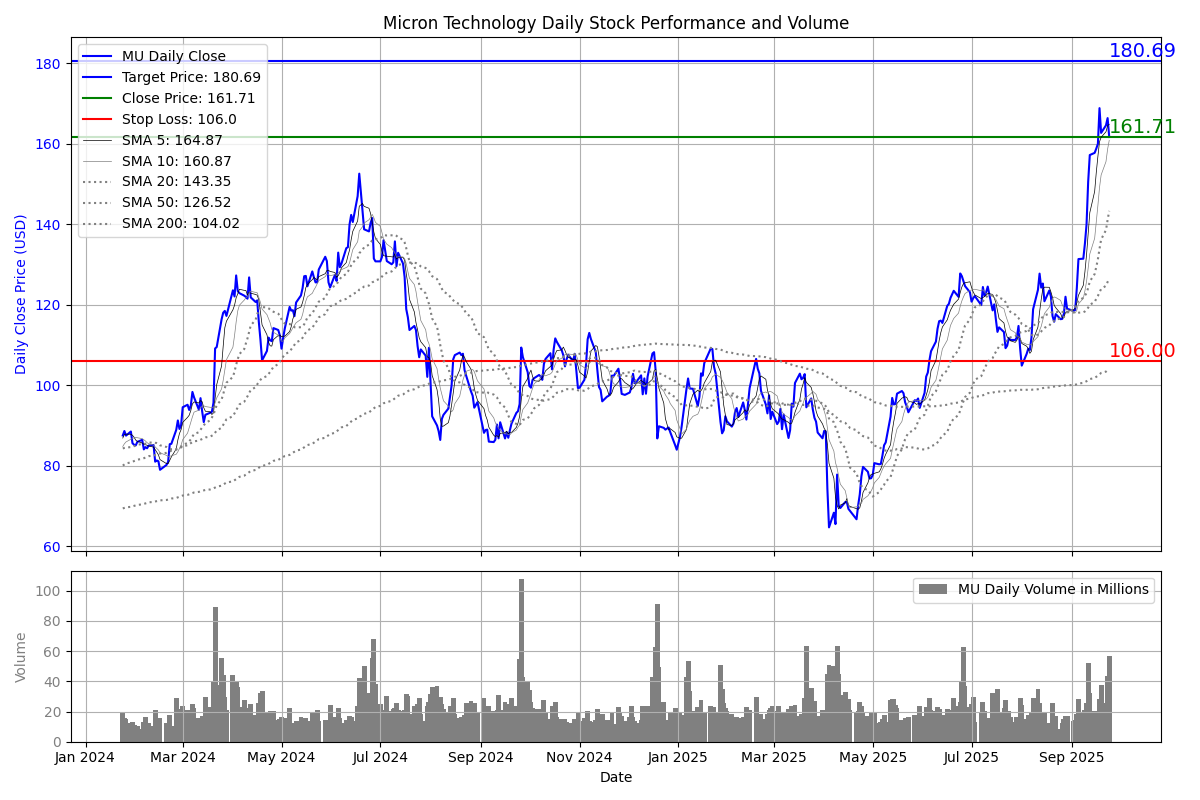 Micron Technology Daily Stock Performance and Volume
MU Daily Close
Target Price: 180.69
Close Price: 161.71
Stop Loss: 106.0
SMA 5: 164.87
SMA 10: 160.87
SMA 20: 143.35
SMA 50: 126.52
SMA 200: 104.02
180.69
161.71
106.00
Daily Close Price (USD)
180
160
140
120
100
80
60
MU Daily Volume in Millions
Volume
100
80
60
40
20
0
Jan 2024 Mar 2024 May 2024 Jul 2024 Sep 2024 Nov 2024 Jan 2025 Mar 2025 May 2025 Jul 2025 Sep 2025
Date